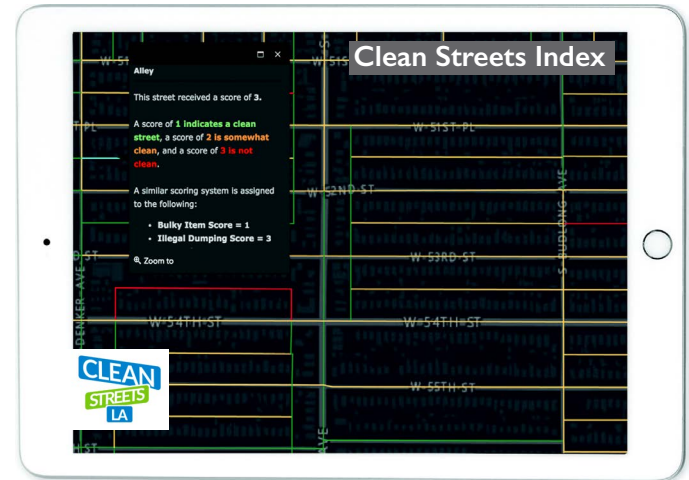 Clean Streets Index
Alley
This street received a score of 3.
A score of 1 indicates a clean
street, a score of 2 is somewhat
clean, and a score of 3 is not
clean.
A similar scoring system is assigned
to the following:
• Bulky Item Score = 1
• Illegal Dumping Score = 3
Zoom to
W 51ST PL
W 52ND ST
W 53RD ST
W 54TH ST
W 54TH ST
W 55TH ST
S BUDLONG AVE
DENKER AVE
AVE
CLEAN
STREETS
LA